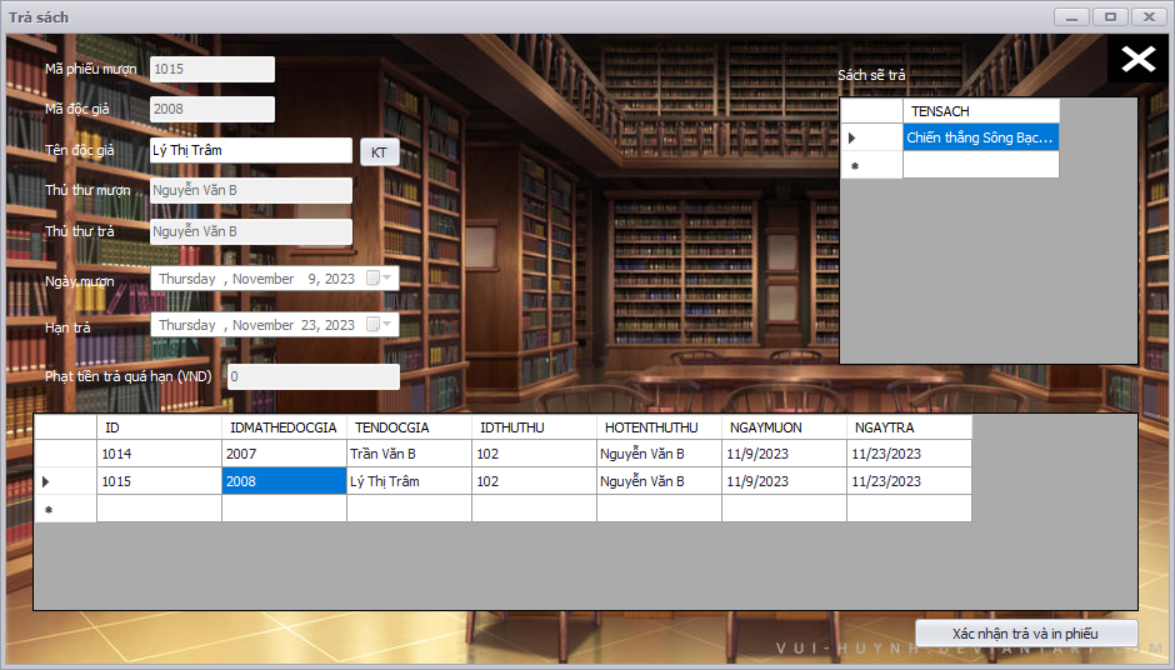 Trả sách
Mã phiếu mượn 1015
Mã độc giả 2008
Tên độc giả Lý Thị Trâm KT
Thủ thư mượn Nguyễn Văn B
Thủ thư trả Nguyễn Văn B
Ngày mượn Thursday , November 9, 2023
Hạn trả Thursday , November 23, 2023
Phạt tiền trả quá hạn (VND) 0
Sách sẽ trả
TENSACH
Chiến thắng Sông Bạc...
ID IDMATHEDOCGIA TENDOCGIA IDTHUTHU HOTENTHUTHU NGAYMUON NGAYTRA
1014 2007 Trần Văn B 102 Nguyễn Văn B 11/9/2023 11/23/2023
1015 2008 Lý Thị Trâm 102 Nguyễn Văn B 11/9/2023 11/23/2023
Xác nhận trả và in phiếu
VUI-HUYNH.DEVIANTART.COM